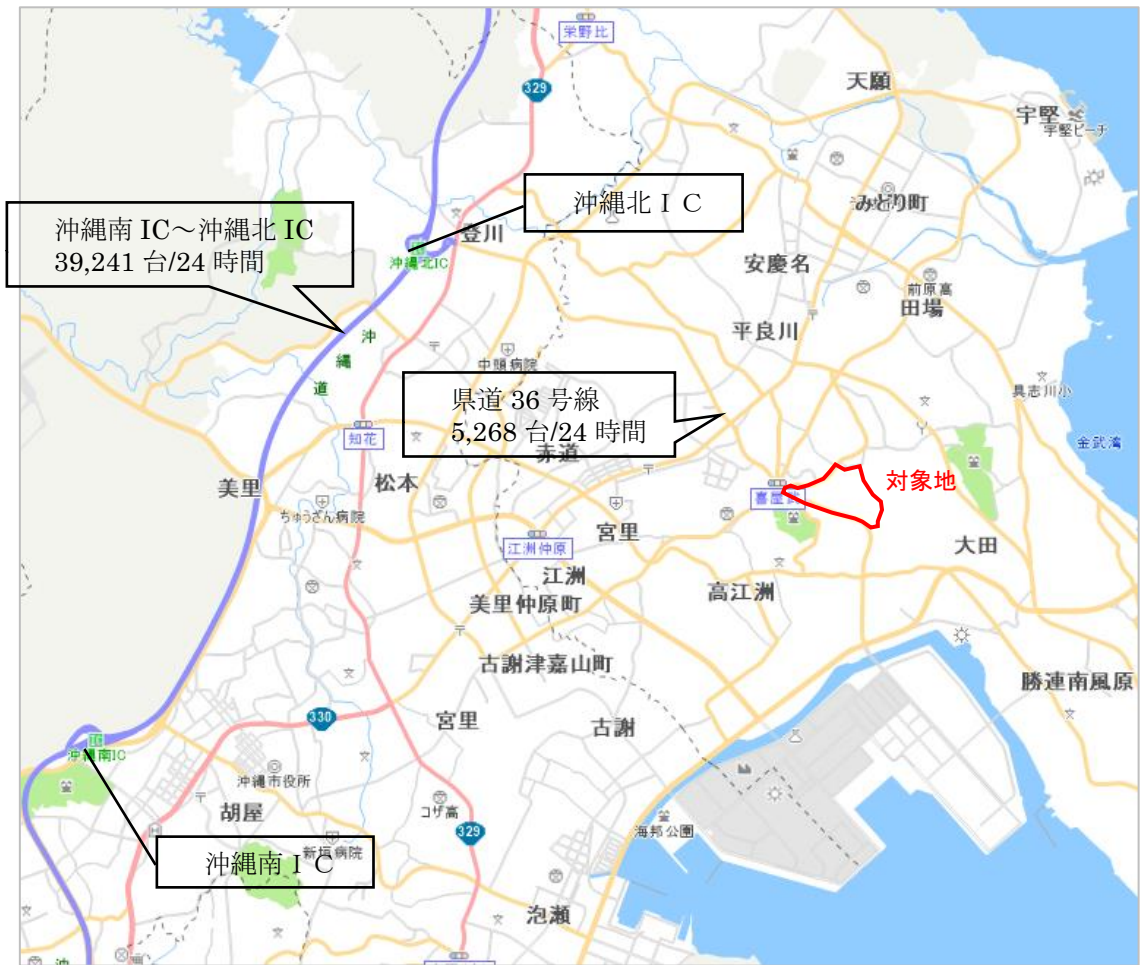 栄野比
329
天願
宇堅
宇堅ビーチ
沖縄北ＩＣ
みどり町
沖縄南 IC～沖縄北 IC
39,241 台/24 時間
登川
沖縄北IC
安慶名
前原高
田場
平良川
沖
縄
道
中頭病院
県道 36 号線
5,268 台/24 時間
具志川小
知花
赤道
金武湾
美里
松本
対象地
喜屋武
ちゅうざん病院
宮里
江洲仲原
大田
江洲
高江洲
美里仲原町
古謝津嘉山町
勝連南風原
330
宮里
古謝
沖縄南IC
沖縄市役所
胡屋
コザ高
329
海邦公園
沖縄南ＩＣ
新垣病院
泡瀬
沖